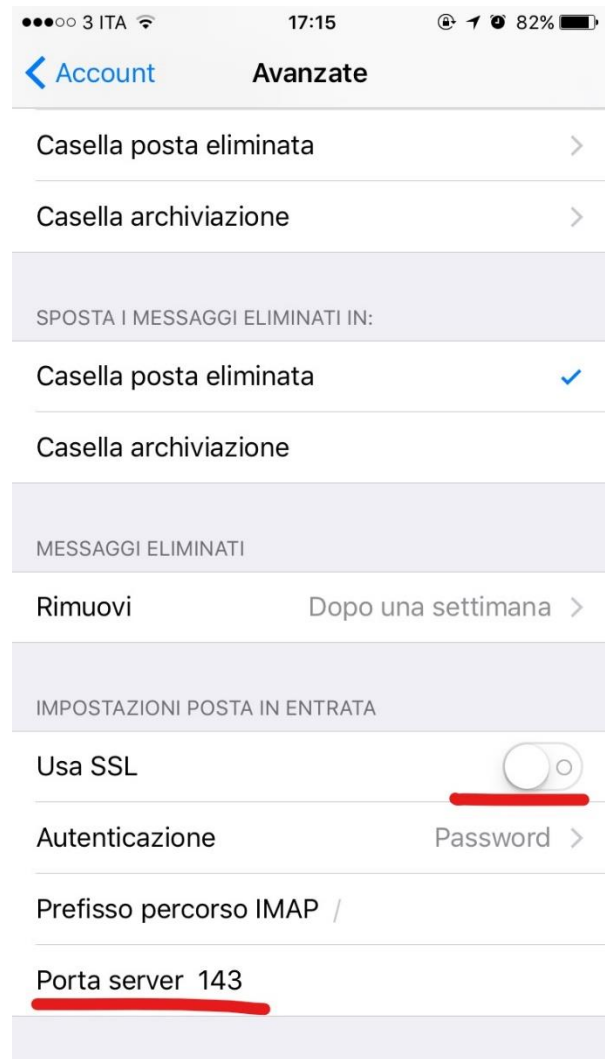 3 ITA 17:15 82%
Account Avanzate
Casella posta eliminata
Casella archiviazione
SPOSTA I MESSAGGI ELIMINATI IN:
Casella posta eliminata
Casella archiviazione
MESSAGGI ELIMINATI
Rimuovi Dopo una settimana
IMPOSTAZIONI POSTA IN ENTRATA
Usa SSL
Autenticazione Password
Prefisso percorso IMAP /
Porta server 143